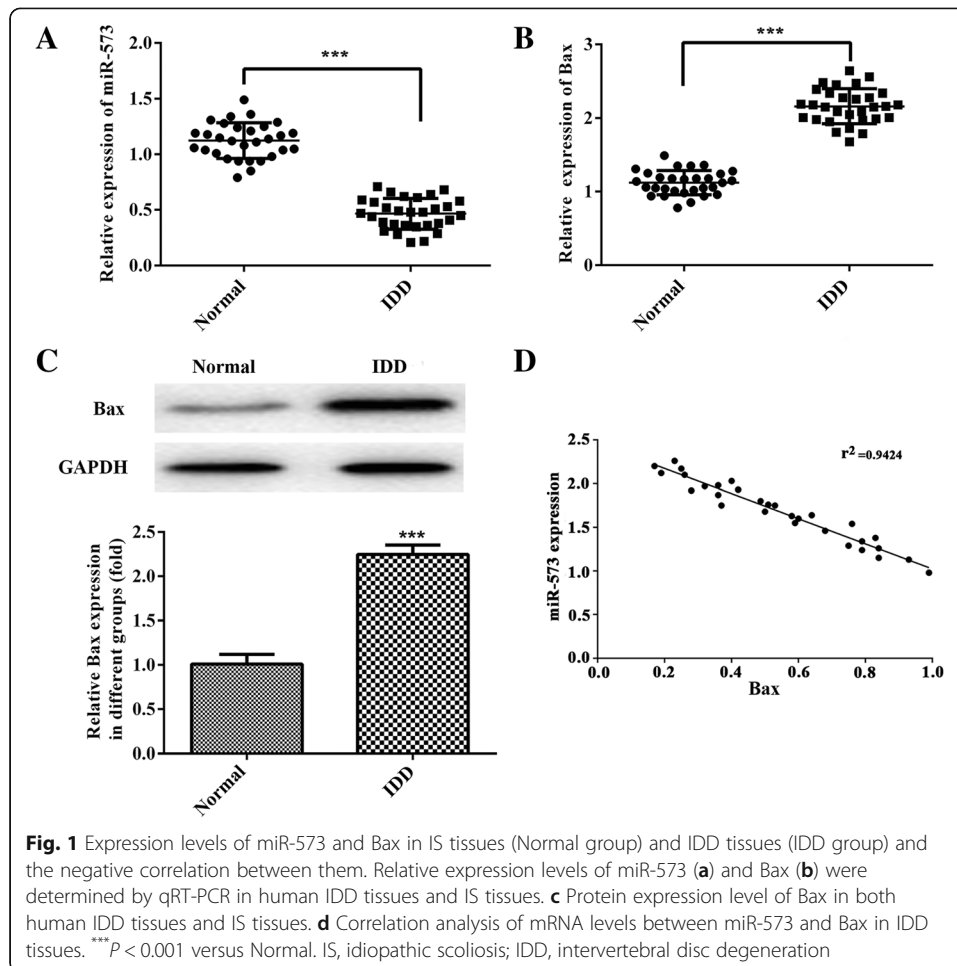 A
Relative expression of miR-573
2.0
1.5
1.0
0.5
0.0
***
Normal
IDD
B
Relative expression of Bax
3
2
1
0
***
Normal
IDD
C
Normal
IDD
Bax
GAPDH
Relative Bax expression
in different groups (fold)
2.5
2.0
1.5
1.0
0.5
0.0
***
Normal
IDD
D
miR-573 expression
2.5
2.0
1.5
1.0
0.5
0.0
r² =0.9424
0.0 0.2 0.4 0.6 0.8 1.0
Bax
Fig. 1 Expression levels of miR-573 and Bax in IS tissues (Normal group) and IDD tissues (IDD group) and
the negative correlation between them. Relative expression levels of miR-573 (a) and Bax (b) were
determined by qRT-PCR in human IDD tissues and IS tissues. c Protein expression level of Bax in both
human IDD tissues and IS tissues. d Correlation analysis of mRNA levels between miR-573 and Bax in IDD
tissues. ***P < 0.001 versus Normal. IS, idiopathic scoliosis; IDD, intervertebral disc degeneration